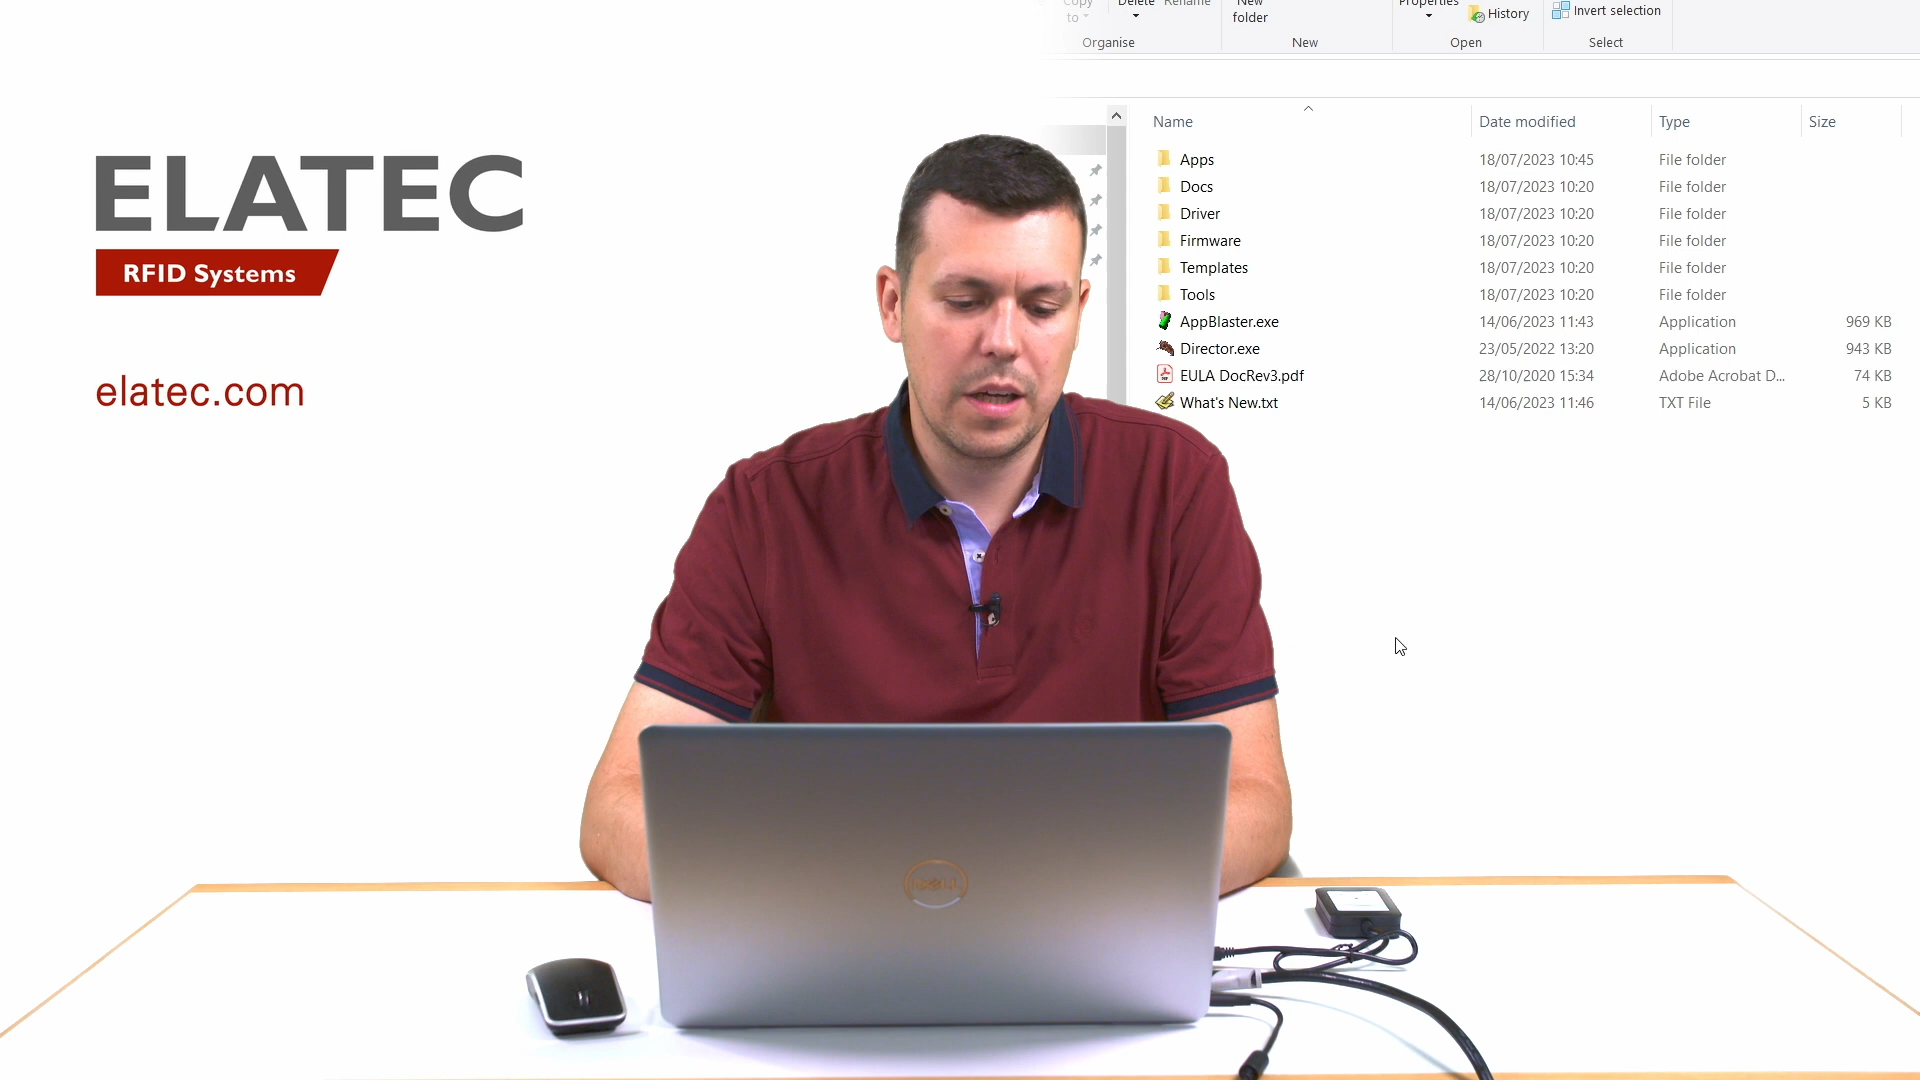 Copy
to
Delete
Rename
New
folder
Properties
History
Invert selection
Organise
New
Open
Select
Name
Date modified
Type
Size
Apps 18/07/2023 10:45 File folder
Docs 18/07/2023 10:20 File folder
Driver 18/07/2023 10:20 File folder
Firmware 18/07/2023 10:20 File folder
Templates 18/07/2023 10:20 File folder
Tools 18/07/2023 10:20 File folder
AppBlaster.exe 14/06/2023 11:43 Application 969 KB
Director.exe 23/05/2022 13:20 Application 943 KB
EULA DocRev3.pdf 28/10/2020 15:34 Adobe Acrobat D... 74 KB
What's New.txt 14/06/2023 11:46 TXT File 5 KB
ELATEC
RFID Systems
elatec.com
DELL